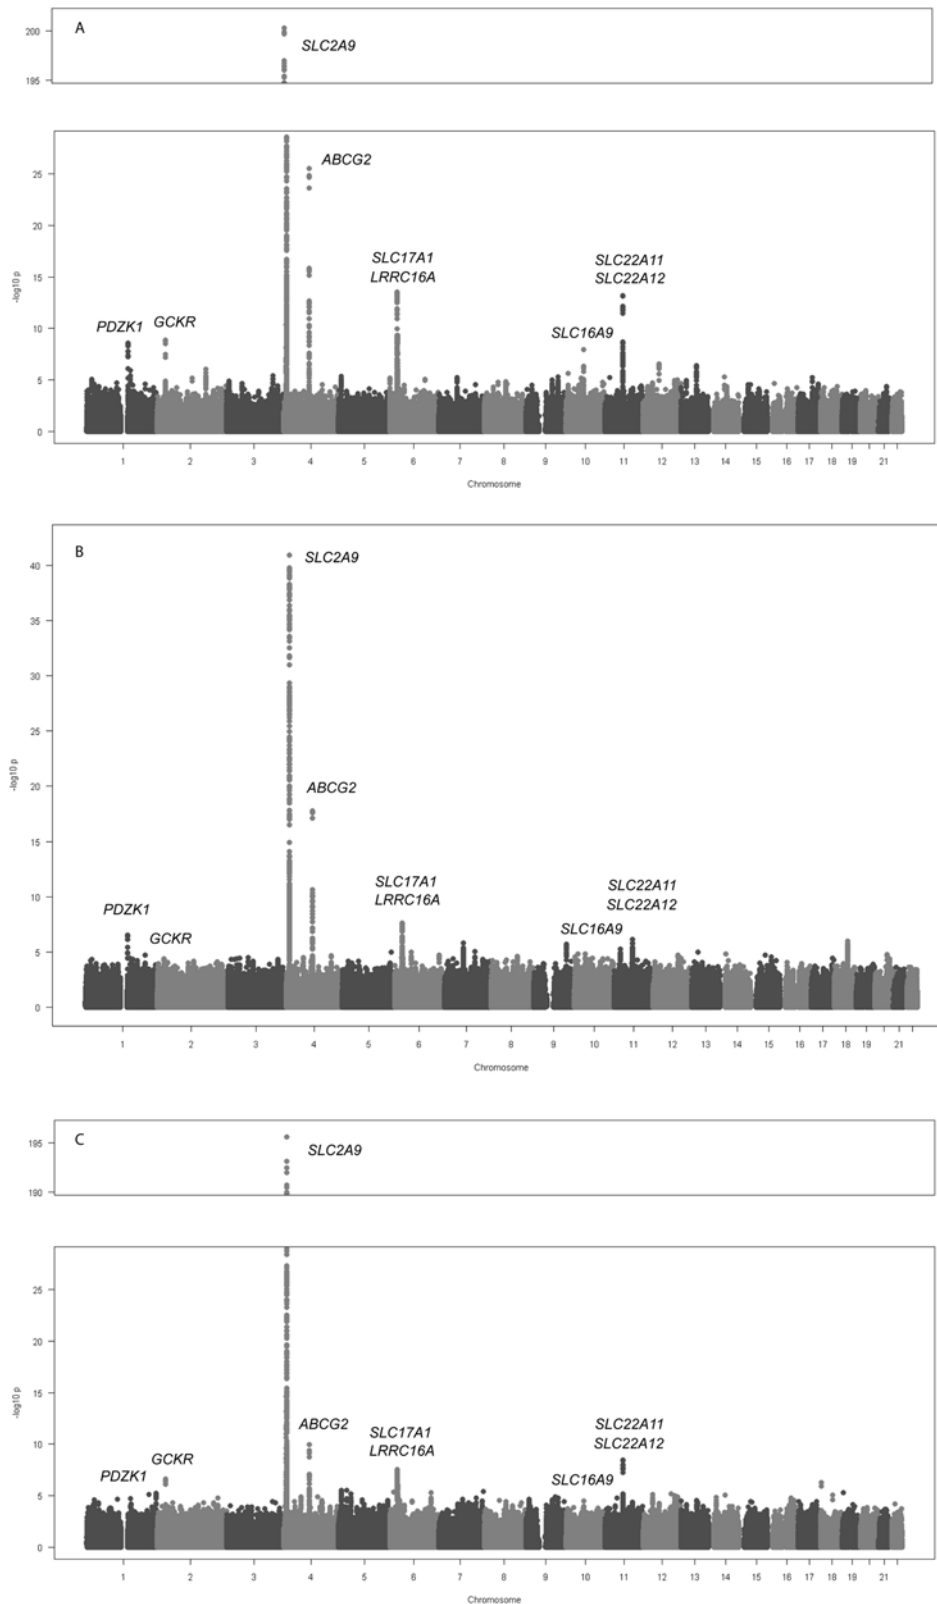 A
200
SLC2A9
195
25
ABCG2
20
SLC17A1
SLC22A11
15
LRRC16A
SLC22A12
-log10 p
PDZK1
GCKR
SLC16A9
10
5
0
1 2 3 4 5 6 7 8 9 10 11 12 13 14 15 16 17 18 19 21
Chromosome
B
SLC2A9
40
35
30
25
-log10 p
20
ABCG2
15
SLC17A1
SLC22A11
10
LRRC16A
SLC22A12
PDZK1
GCKR
SLC16A9
5
0
1 2 3 4 5 6 7 8 9 10 11 12 13 14 15 16 17 18 19 21
Chromosome
C
195
SLC2A9
190
25
20
15
-log10 p
ABCG2
SLC17A1
SLC22A11
10
LRRC16A
SLC22A12
GCKR
PDZK1
SLC16A9
5
0
1 2 3 4 5 6 7 8 9 10 11 12 13 14 15 16 17 18 19 21
Chromosome